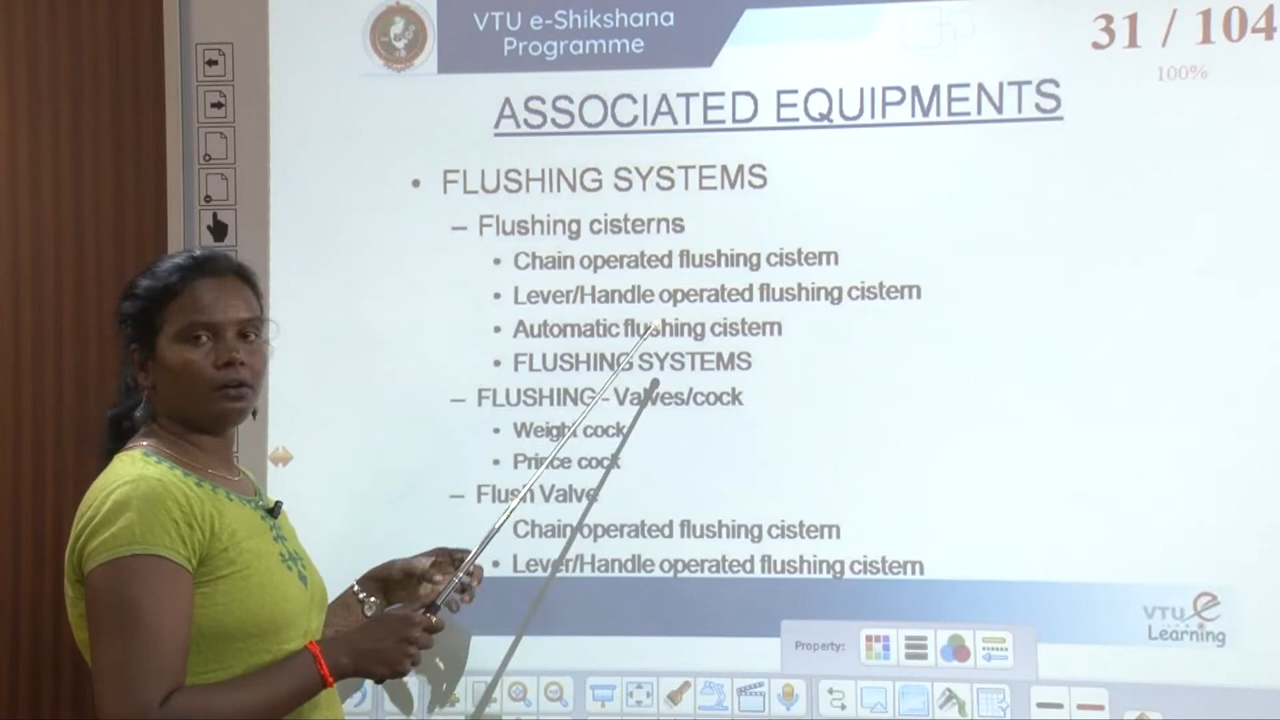 VTU e-Shikshana
Programme
31 / 104
100%
ASSOCIATED EQUIPMENTS
• FLUSHING SYSTEMS
– Flushing cisterns
• Chain operated flushing cistern
• Lever/Handle operated flushing cistern
• Automatic flushing cistern
• FLUSHING SYSTEMS
– FLUSHING - Valves/cock
• Weight cock
• Prince cock
– Flush Valve
Chain operated flushing cistern
• Lever/Handle operated flushing cistern
VTU e
Learning
Property: